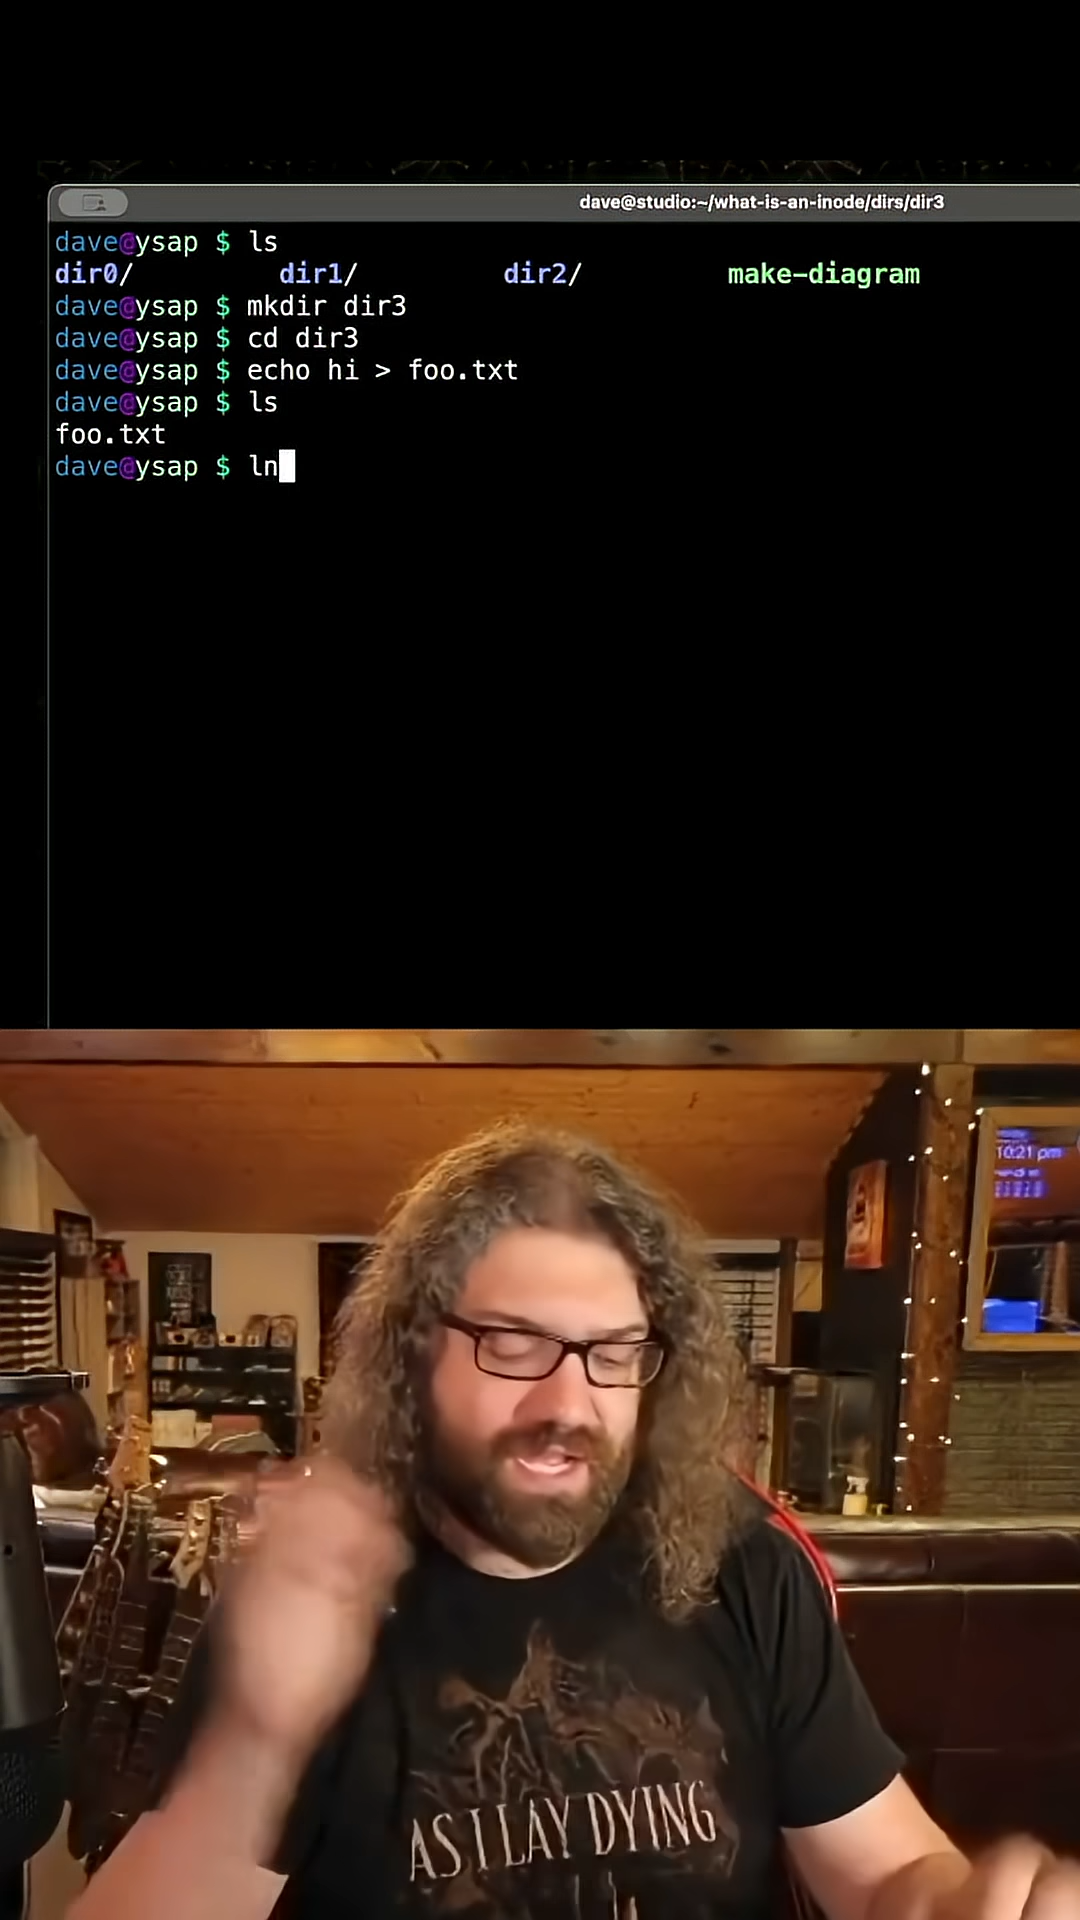 dave@studio:~/what-is-an-inode/dirs/dir3
dave@ysap $ ls
dir0/ dir1/ dir2/ make-diagram
dave@ysap $ mkdir dir3
dave@ysap $ cd dir3
dave@ysap $ echo hi > foo.txt
dave@ysap $ ls
foo.txt
dave@ysap $ ln
10:21 pm
AS I LAY DYING